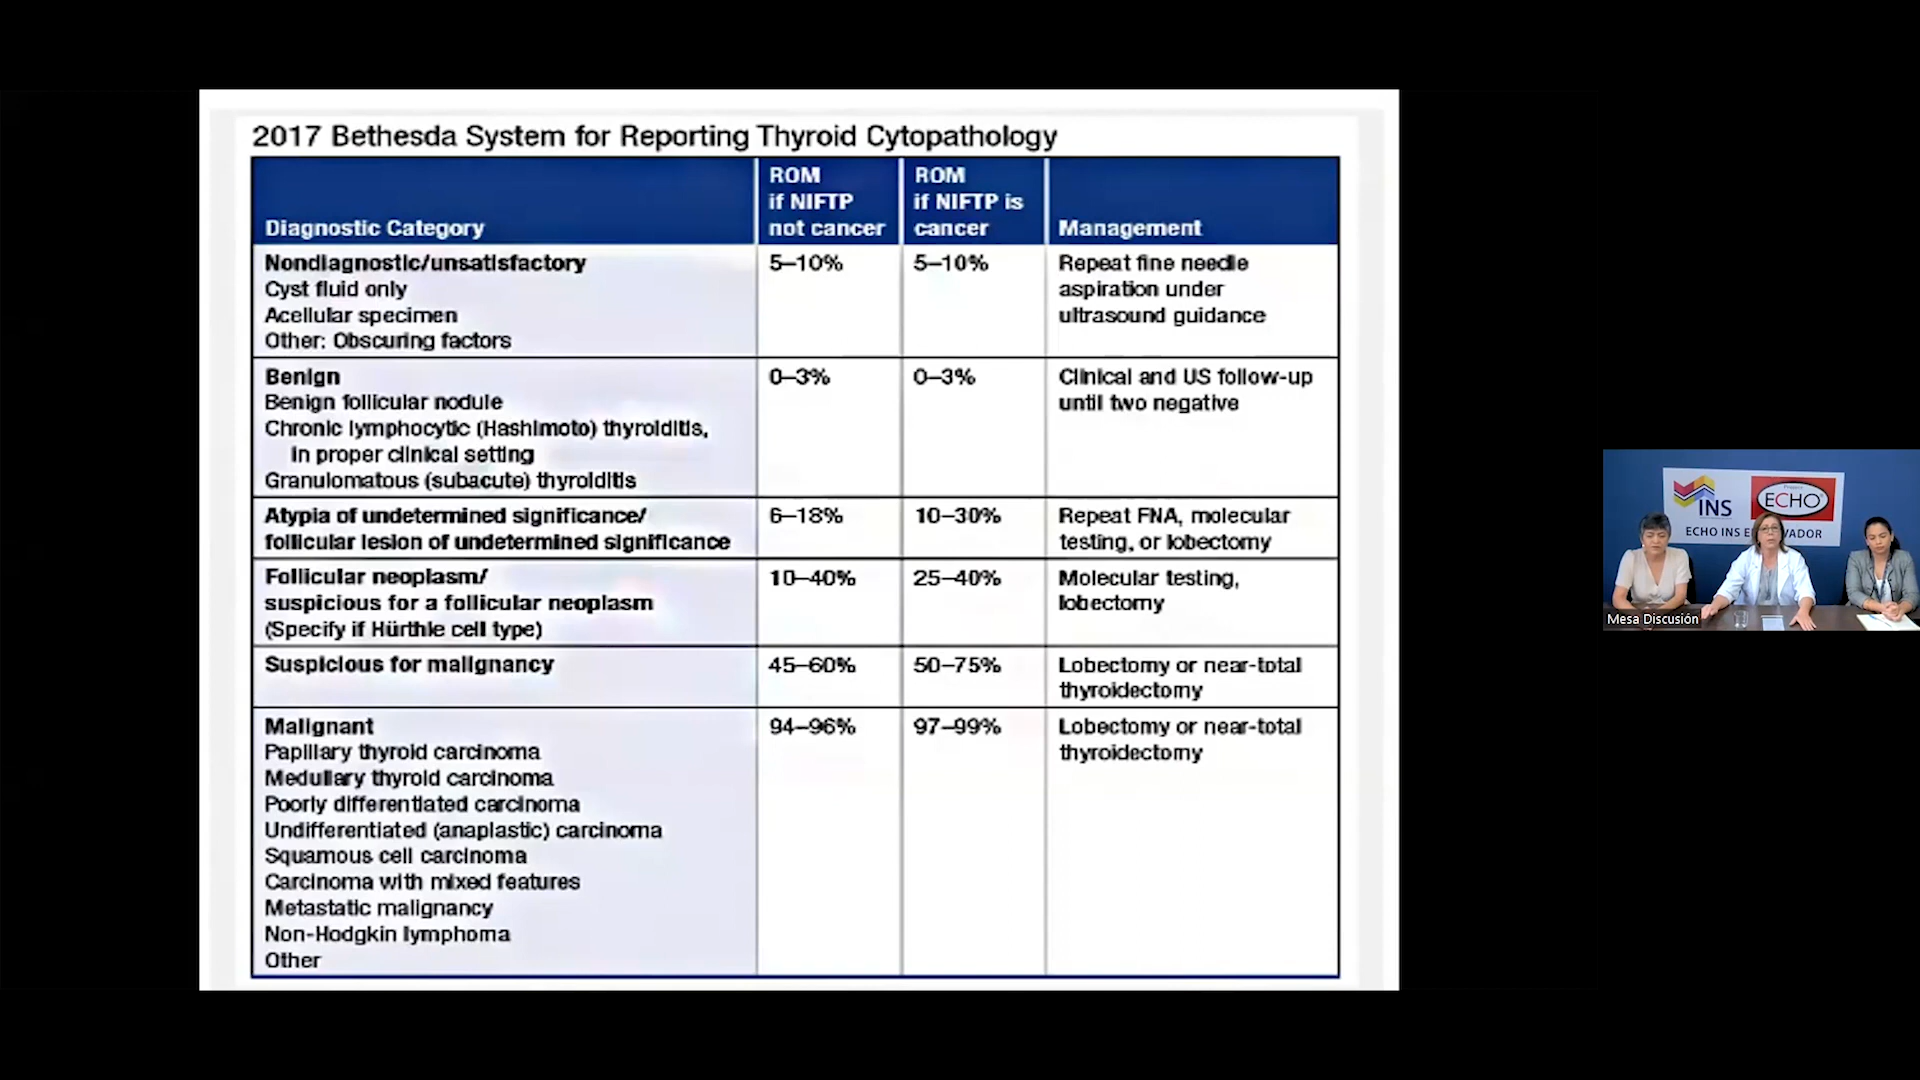 2017 Bethesda System for Reporting Thyroid Cytopathology
Diagnostic Category
ROM
if NIFTP
not cancer
ROM
if NIFTP is
cancer
Management
Nondiagnostic/unsatisfactory
Cyst fluid only
Acellular specimen
Other: Obscuring factors
5–10%
5–10%
Repeat fine needle
aspiration under
ultrasound guidance
Benign
Benign follicular nodule
Chronic lymphocytic (Hashimoto) thyroiditis,
in proper clinical setting
Granulomatous (subacute) thyroiditis
0–3%
0–3%
Clinical and US follow-up
until two negative
Atypia of undetermined significance/
follicular lesion of undetermined significance
6–18%
10–30%
Repeat FNA, molecular
testing, or lobectomy
Follicular neoplasm/
suspicious for a follicular neoplasm
(Specify if Hürthle cell type)
10–40%
25–40%
Molecular testing,
lobectomy
Suspicious for malignancy
45–60%
50–75%
Lobectomy or near-total
thyroidectomy
Malignant
Papillary thyroid carcinoma
Medullary thyroid carcinoma
Poorly differentiated carcinoma
Undifferentiated (anaplastic) carcinoma
Squamous cell carcinoma
Carcinoma with mixed features
Metastatic malignancy
Non-Hodgkin lymphoma
Other
94–96%
97–99%
Lobectomy or near-total
thyroidectomy
INS
ECHO
ECHO INS
Mesa Discusión